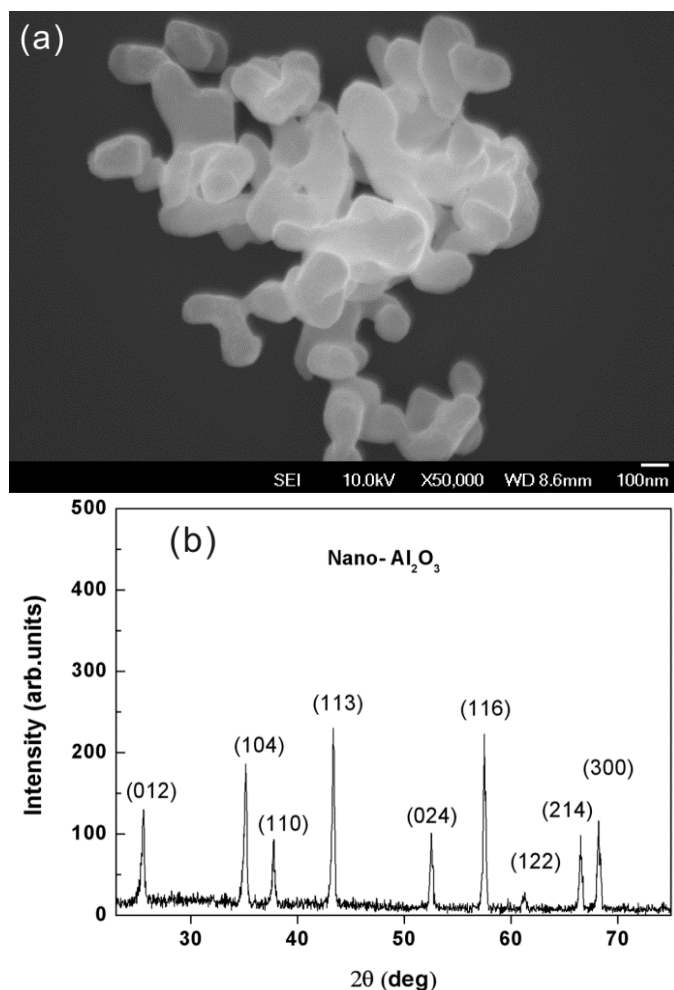 (a)
SEI 10.0kV X50,000 WD 8.6mm 100nm
(b)
Nano- Al₂O₃
Intensity (arb.units)
500
400
300
200
100
0
(012)
(104)
(110)
(113)
(024)
(116)
(122)
(214)
(300)
30 40 50 60 70
2θ (deg)